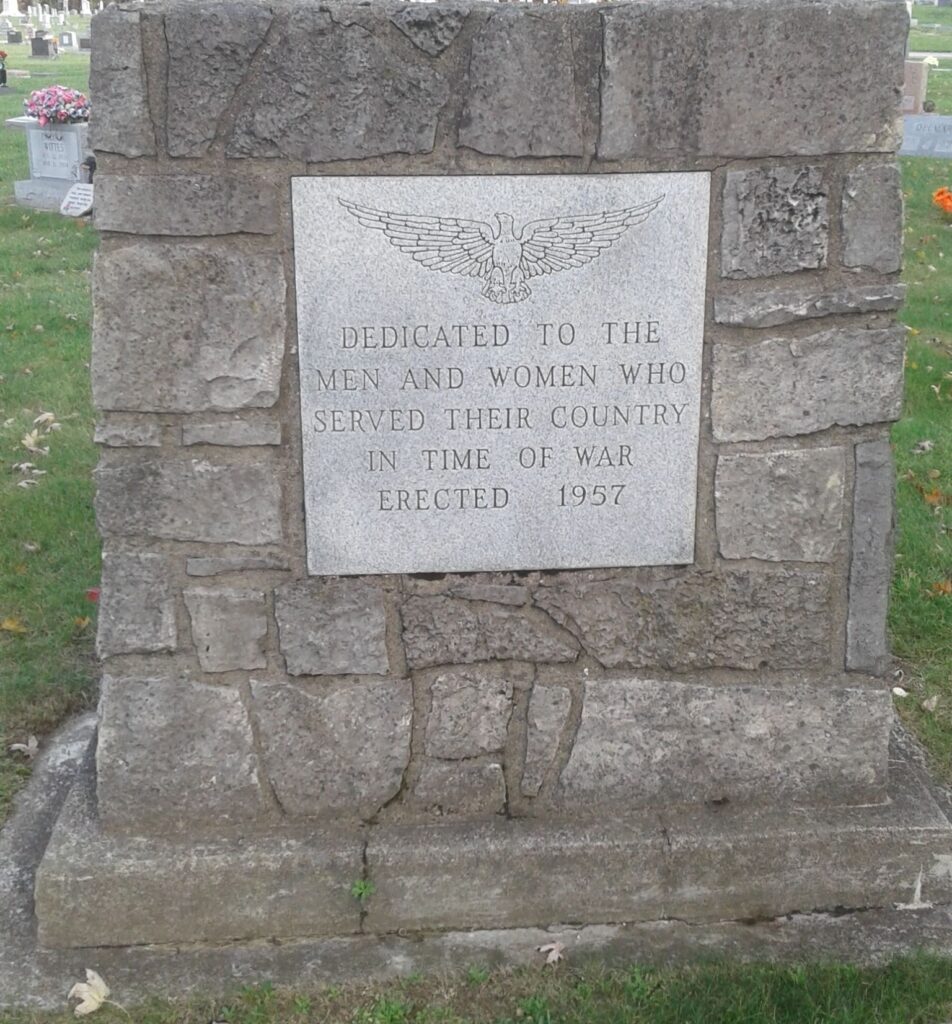 DEDICATED TO THE
MEN AND WOMEN WHO
SERVED THEIR COUNTRY
IN TIME OF WAR
ERECTED 1957